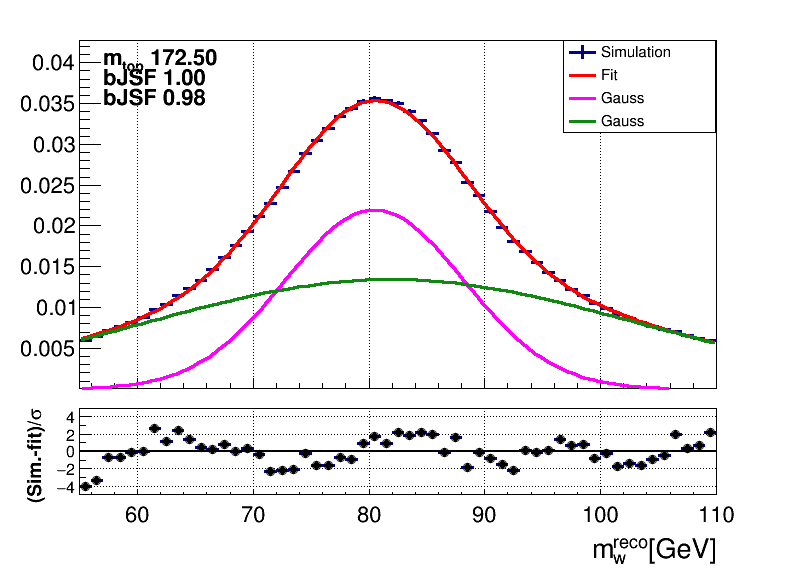 m_top 172.50
bJSF 1.00
bJSF 0.98
Simulation
Fit
Gauss
Gauss
0.04
0.035
0.03
0.025
0.02
0.015
0.01
0.005
(Sim.-fit)/σ
4
2
0
−2
−4
60 70 80 90 100 110
m_w^reco[GeV]